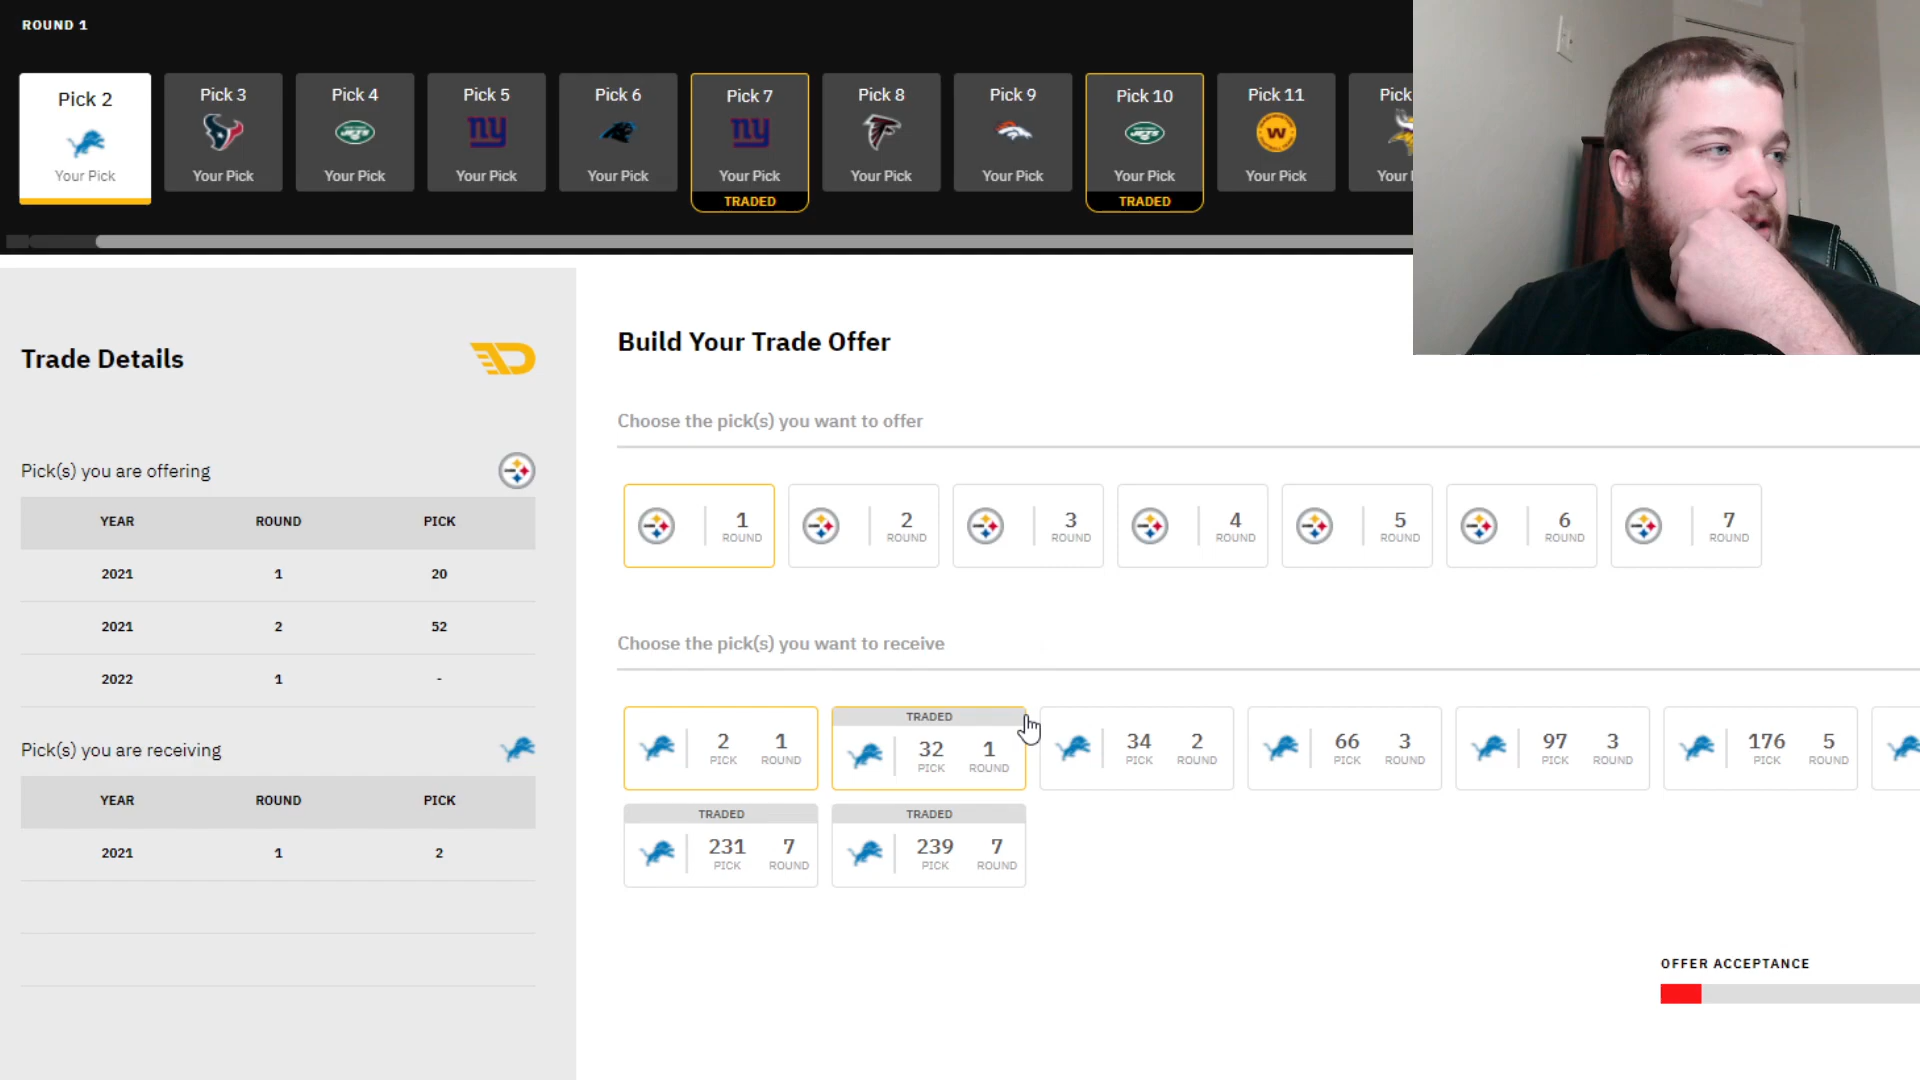 ROUND 1
Pick 2
Your Pick
Pick 3
Your Pick
Pick 4
Your Pick
Pick 5
ny
Your Pick
Pick 6
Your Pick
Pick 7
ny
Your Pick
TRADED
Pick 8
Your Pick
Pick 9
Your Pick
Pick 10
JETS
Your Pick
TRADED
Pick 11
W
Your Pick
Pick
Your
Trade Details
Pick(s) you are offering
YEAR ROUND PICK
2021 1 20
2021 2 52
2022 1 -
Pick(s) you are receiving
YEAR ROUND PICK
2021 1 2
Build Your Trade Offer
Choose the pick(s) you want to offer
1
ROUND
2
ROUND
3
ROUND
4
ROUND
5
ROUND
6
ROUND
7
ROUND
Choose the pick(s) you want to receive
2 1
PICK ROUND
TRADED
32 1
PICK ROUND
34 2
PICK ROUND
66 3
PICK ROUND
97 3
PICK ROUND
176 5
PICK ROUND
TRADED
231 7
PICK ROUND
TRADED
239 7
PICK ROUND
OFFER ACCEPTANCE